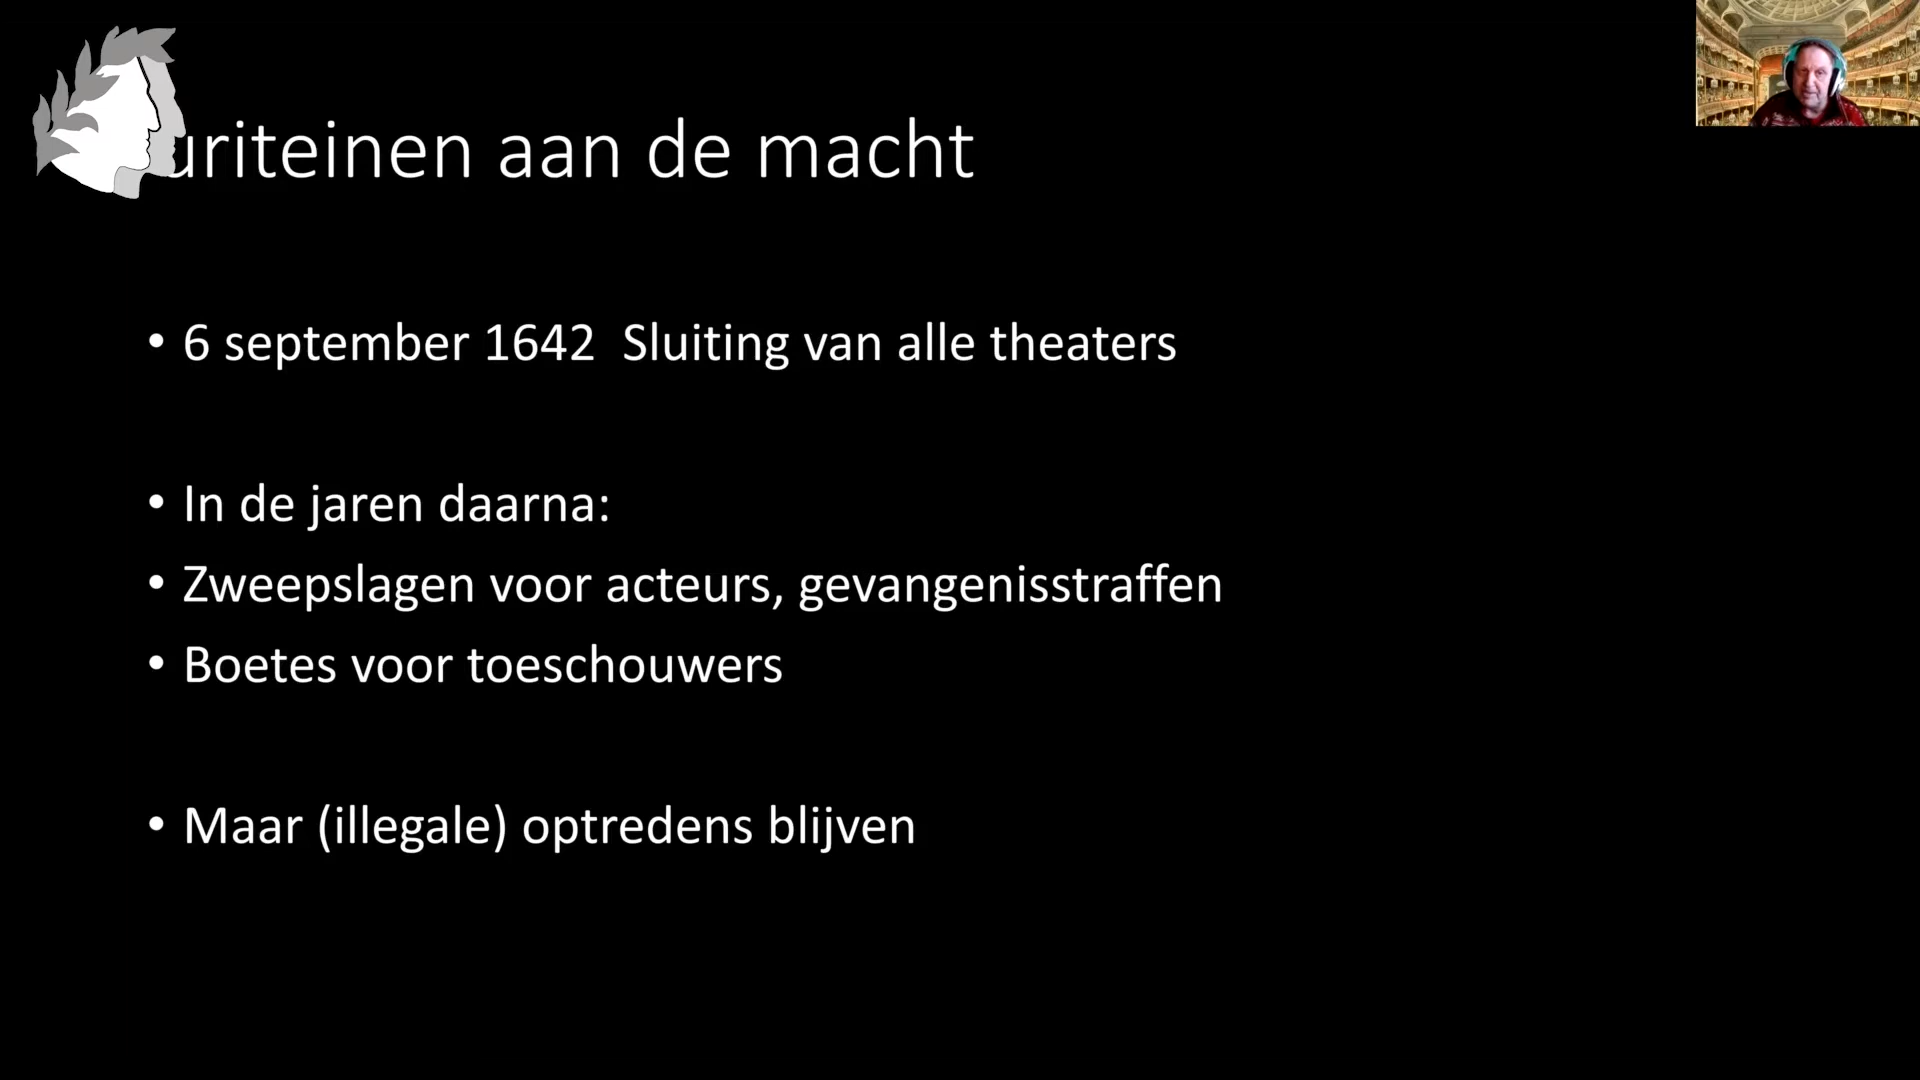 uriteinen aan de macht
• 6 september 1642  Sluiting van alle theaters
• In de jaren daarna:
• Zweepslagen voor acteurs, gevangenisstraffen
• Boetes voor toeschouwers
• Maar (illegale) optredens blijven